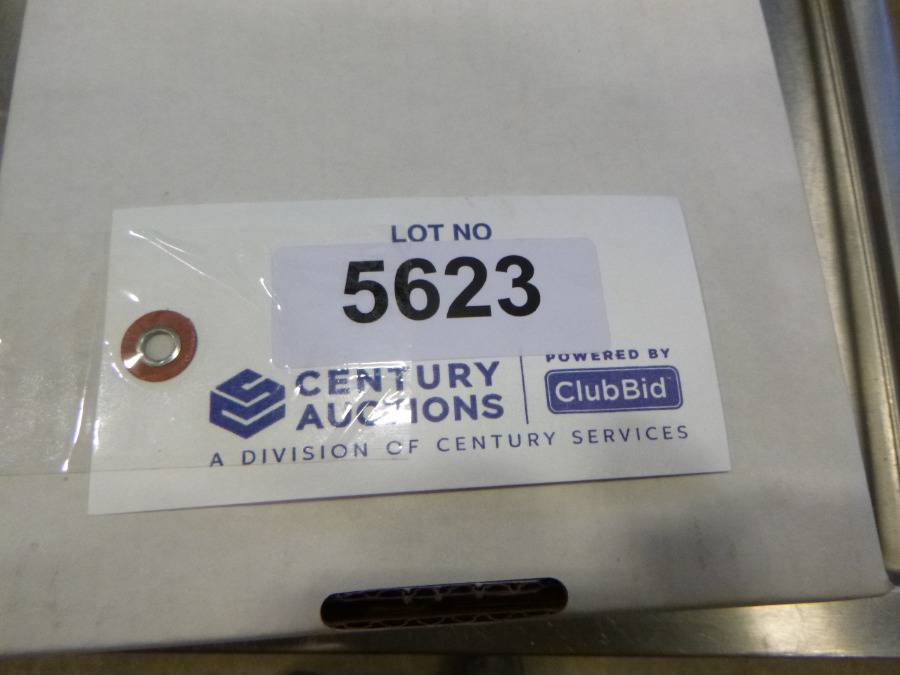 LOT NO
5623
CENTURY
AUCTIONS
POWERED BY
ClubBid
A DIVISION OF CENTURY SERVICES